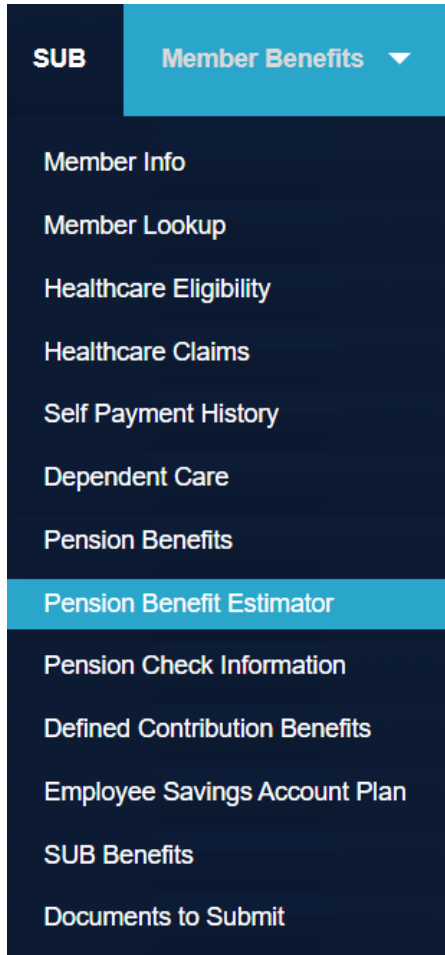 SUB Member Benefits
Member Info
Member Lookup
Healthcare Eligibility
Healthcare Claims
Self Payment History
Dependent Care
Pension Benefits
Pension Benefit Estimator
Pension Check Information
Defined Contribution Benefits
Employee Savings Account Plan
SUB Benefits
Documents to Submit